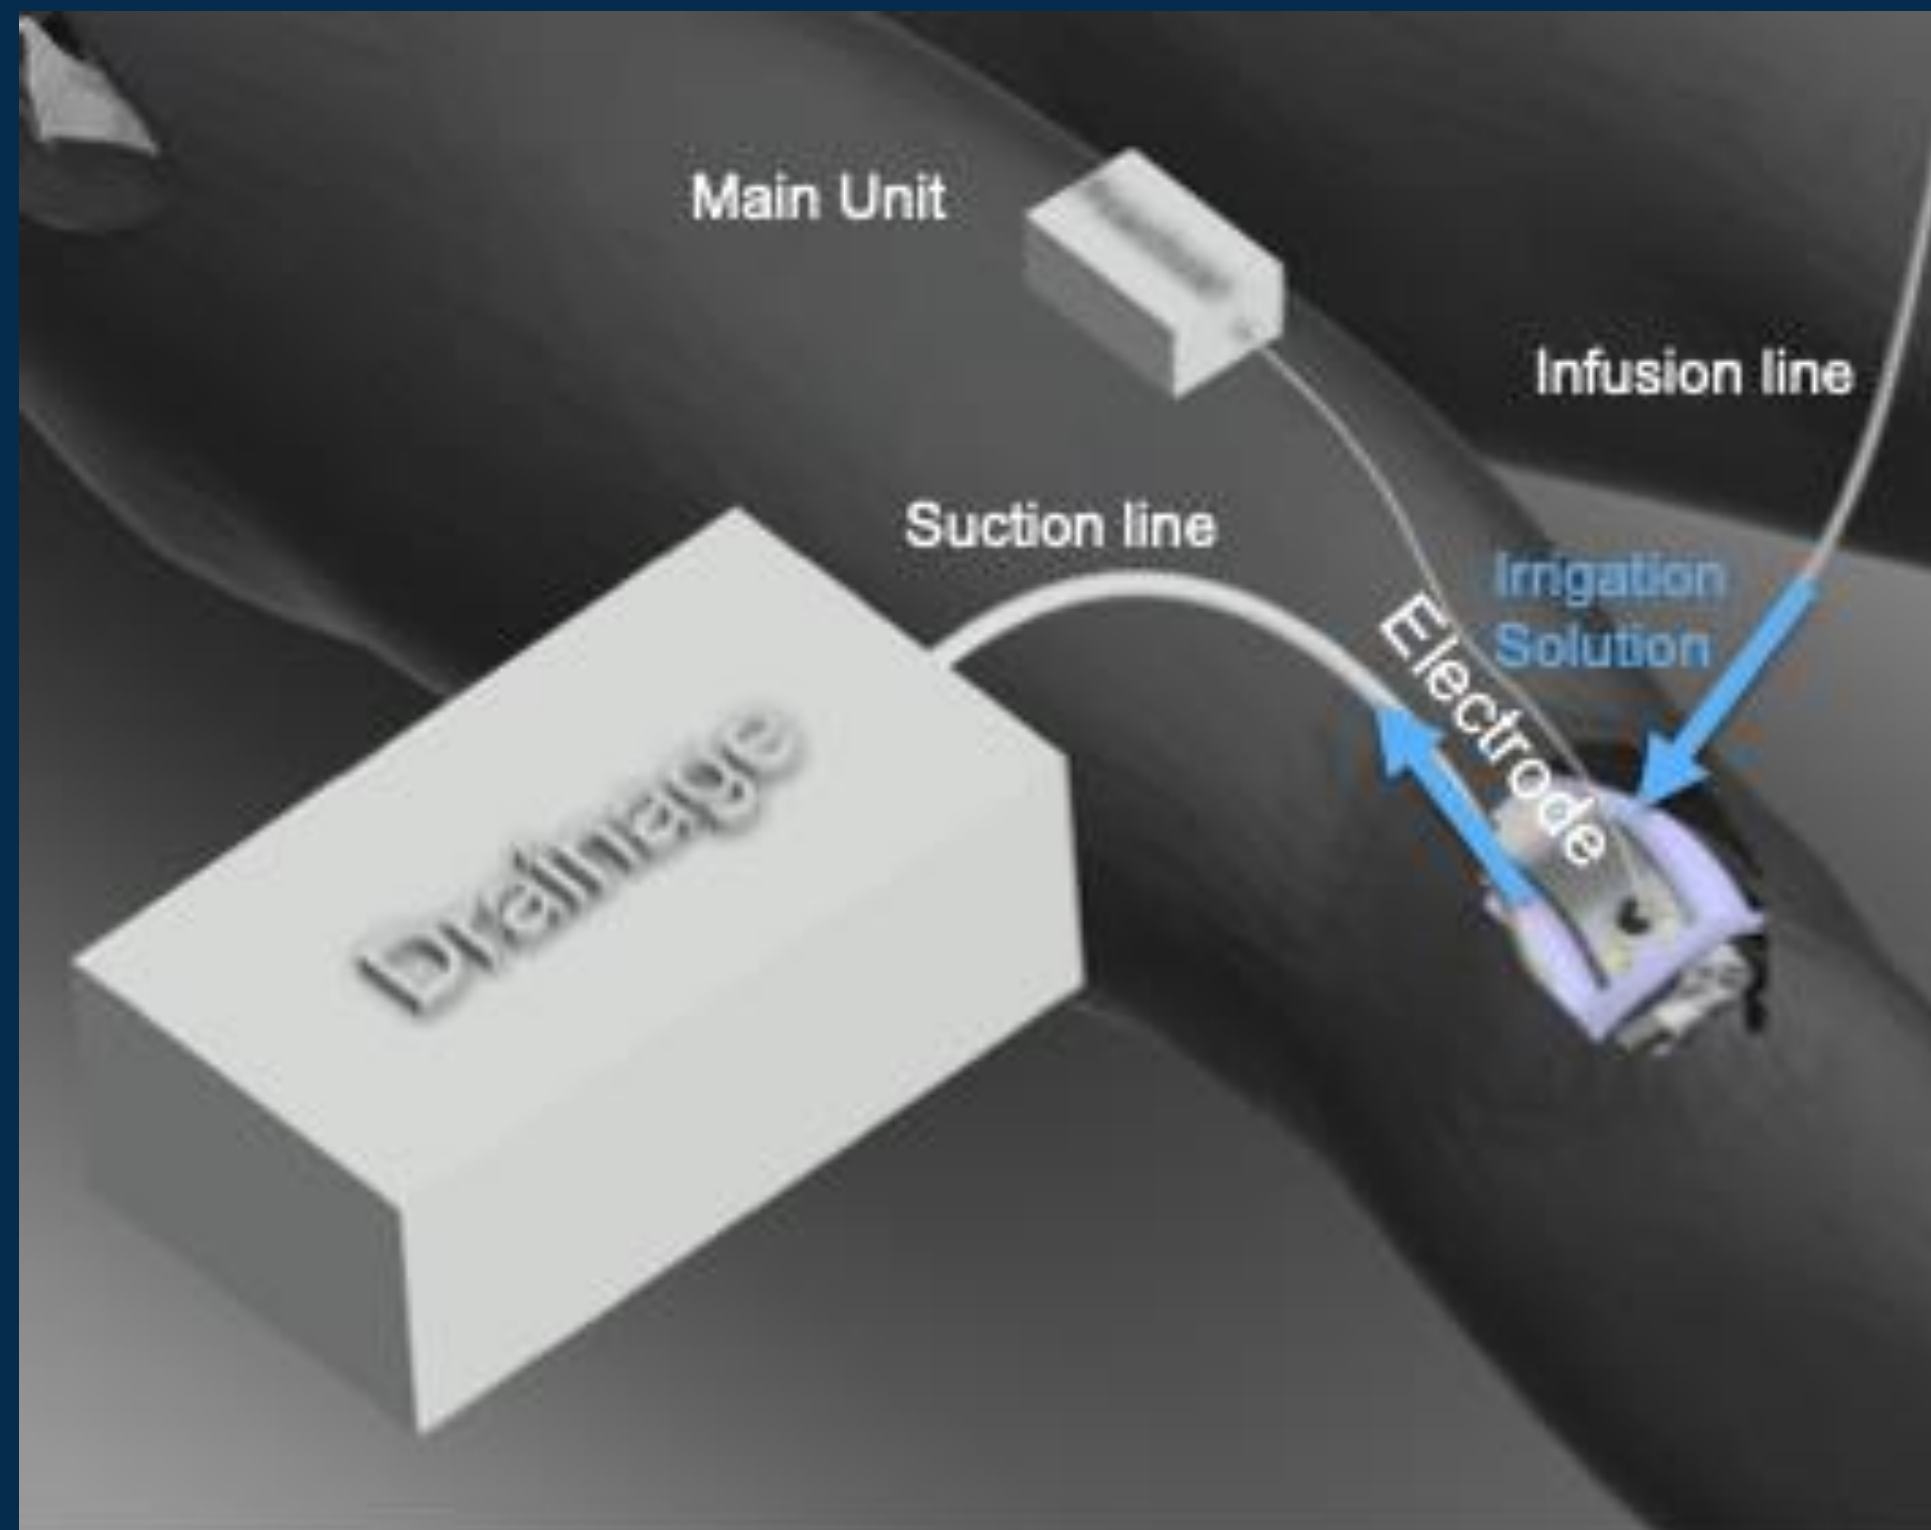 Main Unit
Infusion line
Suction line
Irrigation
Solution
Electrode
Drainage